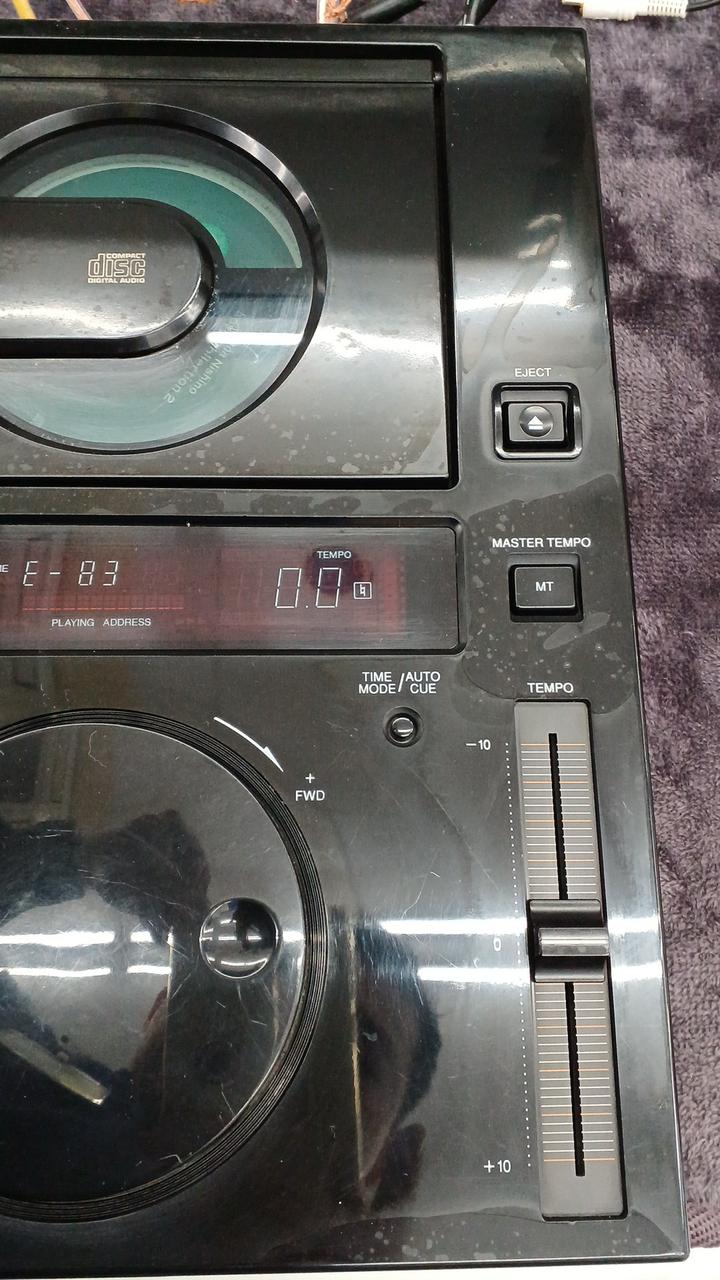 COMPACT
disc
DIGITAL AUDIO
EJECT
MASTER TEMPO
MT
TEMPO
E-83
0.0
PLAYING ADDRESS
TIME MODE / AUTO CUE
TEMPO
-10
+
FWD
0
+10